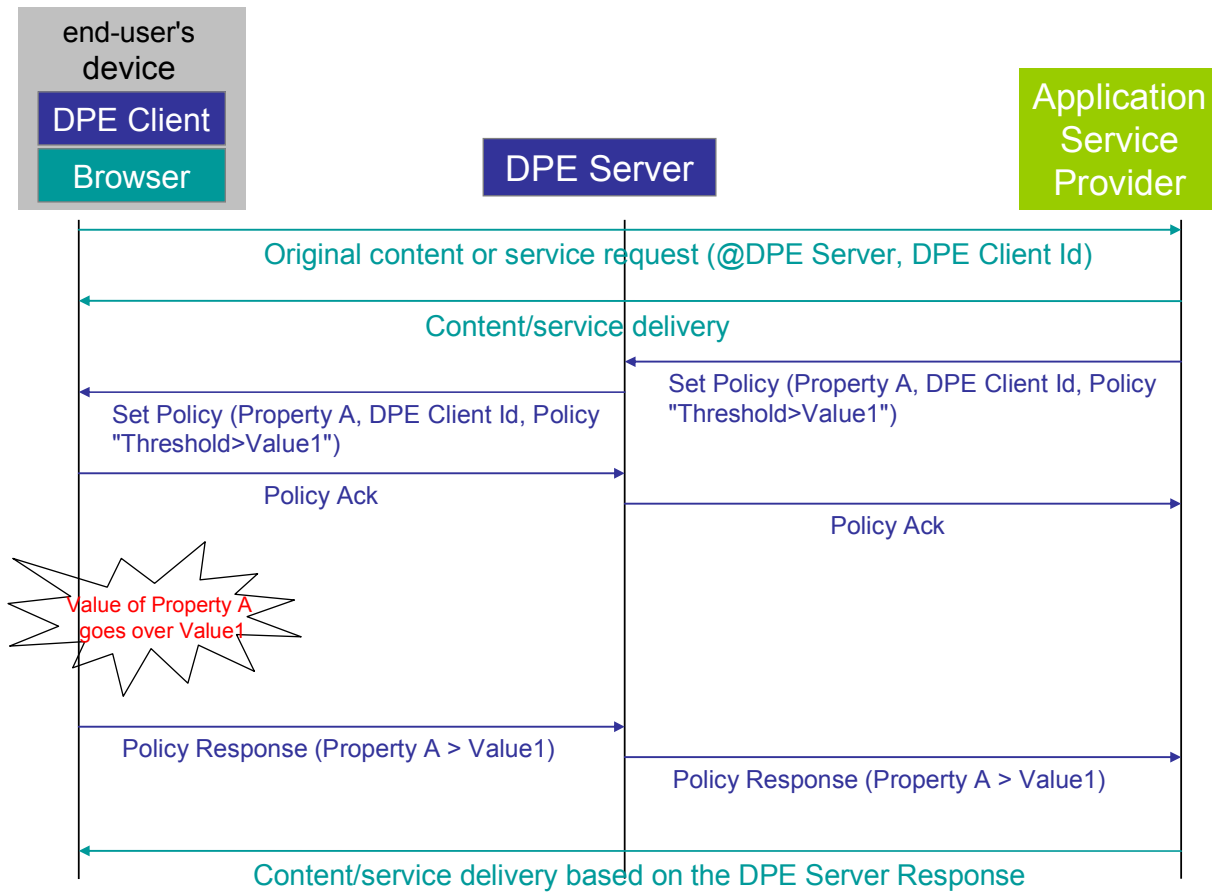 end-user's
device
DPE Client
Browser
DPE Server
Application
Service
Provider
Original content or service request (@DPE Server, DPE Client Id)
Content/service delivery
Set Policy (Property A, DPE Client Id, Policy
"Threshold>Value1")
Set Policy (Property A, DPE Client Id, Policy
"Threshold>Value1")
Policy Ack
Policy Ack
Value of Property A
goes over Value1
Policy Response (Property A > Value1)
Policy Response (Property A > Value1)
Content/service delivery based on the DPE Server Response